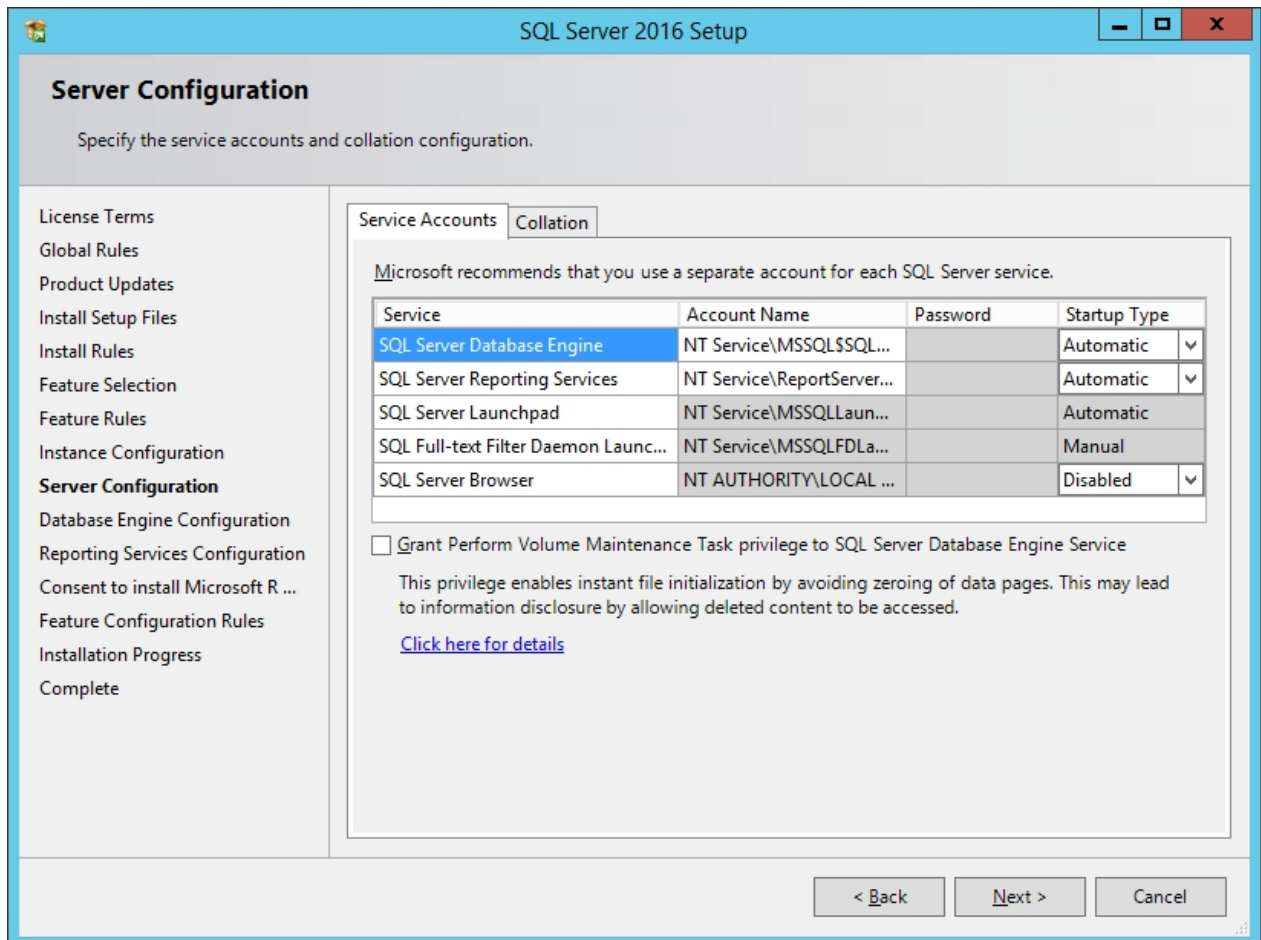 SQL Server 2016 Setup
Server Configuration
Specify the service accounts and collation configuration.
License Terms
Global Rules
Product Updates
Install Setup Files
Install Rules
Feature Selection
Feature Rules
Instance Configuration
Server Configuration
Database Engine Configuration
Reporting Services Configuration
Consent to install Microsoft R ...
Feature Configuration Rules
Installation Progress
Complete
Service Accounts Collation
Microsoft recommends that you use a separate account for each SQL Server service.
Service Account Name Password Startup Type
SQL Server Database Engine NT Service\MSSQL$SQL... Automatic
SQL Server Reporting Services NT Service\ReportServer... Automatic
SQL Server Launchpad NT Service\MSSQLLaun... Automatic
SQL Full-text Filter Daemon Launc... NT Service\MSSQLFDLa... Manual
SQL Server Browser NT AUTHORITY\LOCAL ... Disabled
Grant Perform Volume Maintenance Task privilege to SQL Server Database Engine Service
This privilege enables instant file initialization by avoiding zeroing of data pages. This may lead
to information disclosure by allowing deleted content to be accessed.
Click here for details
< Back Next > Cancel